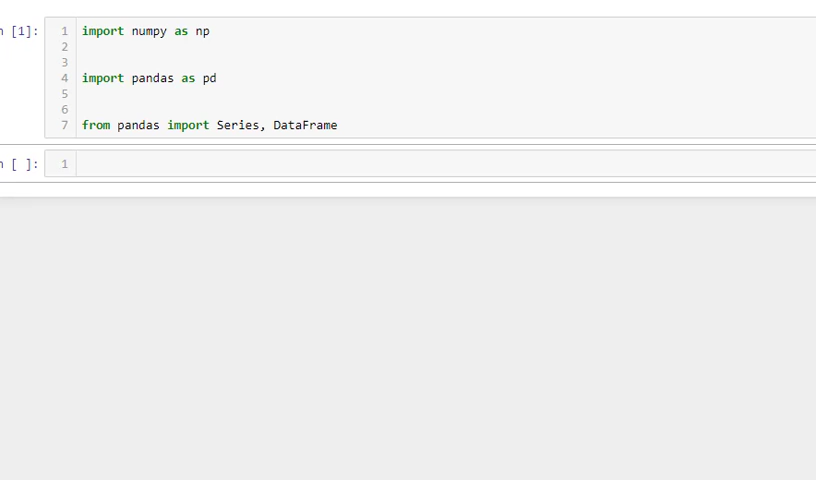 [1]:
1 import numpy as np
2
3
4 import pandas as pd
5
6
7 from pandas import Series, DataFrame
[ ]:
1